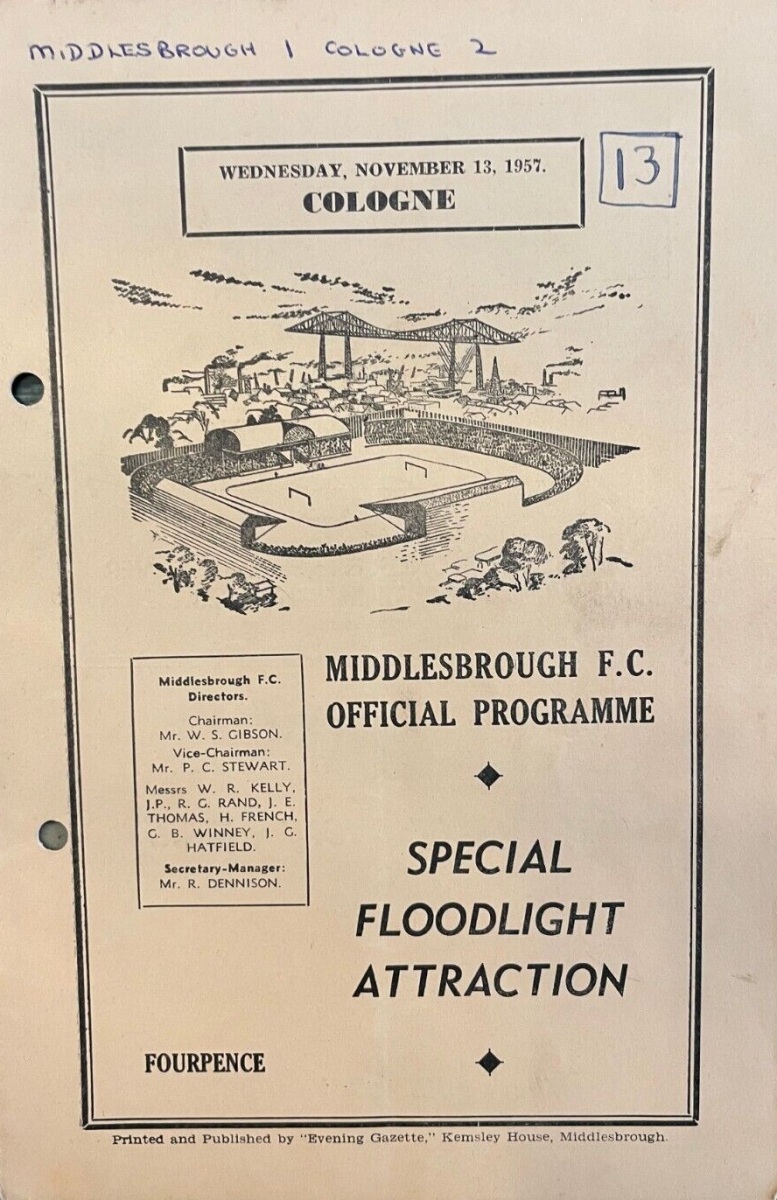 MIDDLESBROUGH 1 COLOGNE 2
WEDNESDAY, NOVEMBER 13, 1957.
COLOGNE
13
Middlesbrough F.C.
Directors.
Chairman:
Mr. W. S. GIBSON.
Vice-Chairman:
Mr. P. C. STEWART.
Messrs W. R. KELLY,
J.P., R. G. RAND, J. E.
THOMAS, H. FRENCH,
G. B. WINNEY, J. G.
HATFIELD.
Secretary-Manager:
Mr. R. DENNISON.
MIDDLESBROUGH F.C.
OFFICIAL PROGRAMME
SPECIAL
FLOODLIGHT
ATTRACTION
FOURPENCE
Printed and Published by "Evening Gazette," Kemsley House, Middlesbrough.